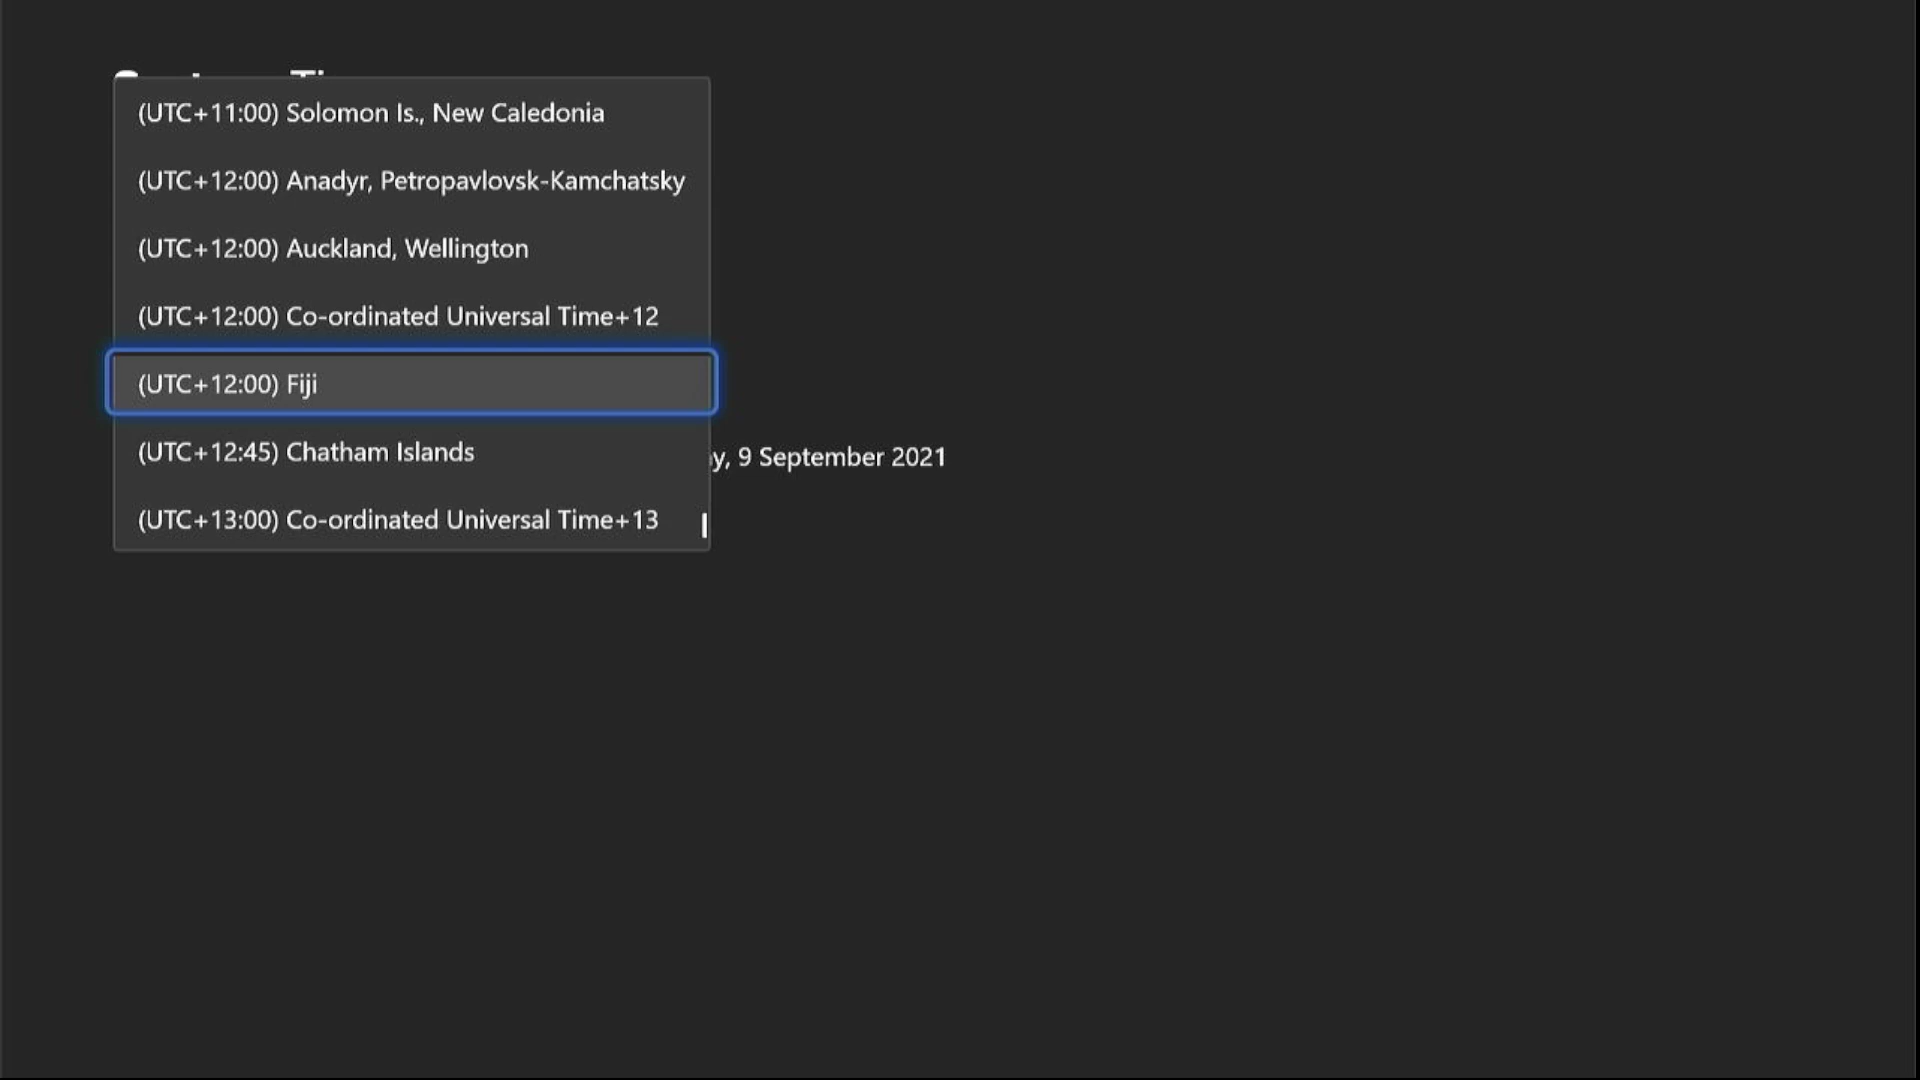 (UTC+11:00) Solomon Is., New Caledonia
(UTC+12:00) Anadyr, Petropavlovsk-Kamchatsky
(UTC+12:00) Auckland, Wellington
(UTC+12:00) Co-ordinated Universal Time+12
(UTC+12:00) Fiji
(UTC+12:45) Chatham Islands
y, 9 September 2021
(UTC+13:00) Co-ordinated Universal Time+13